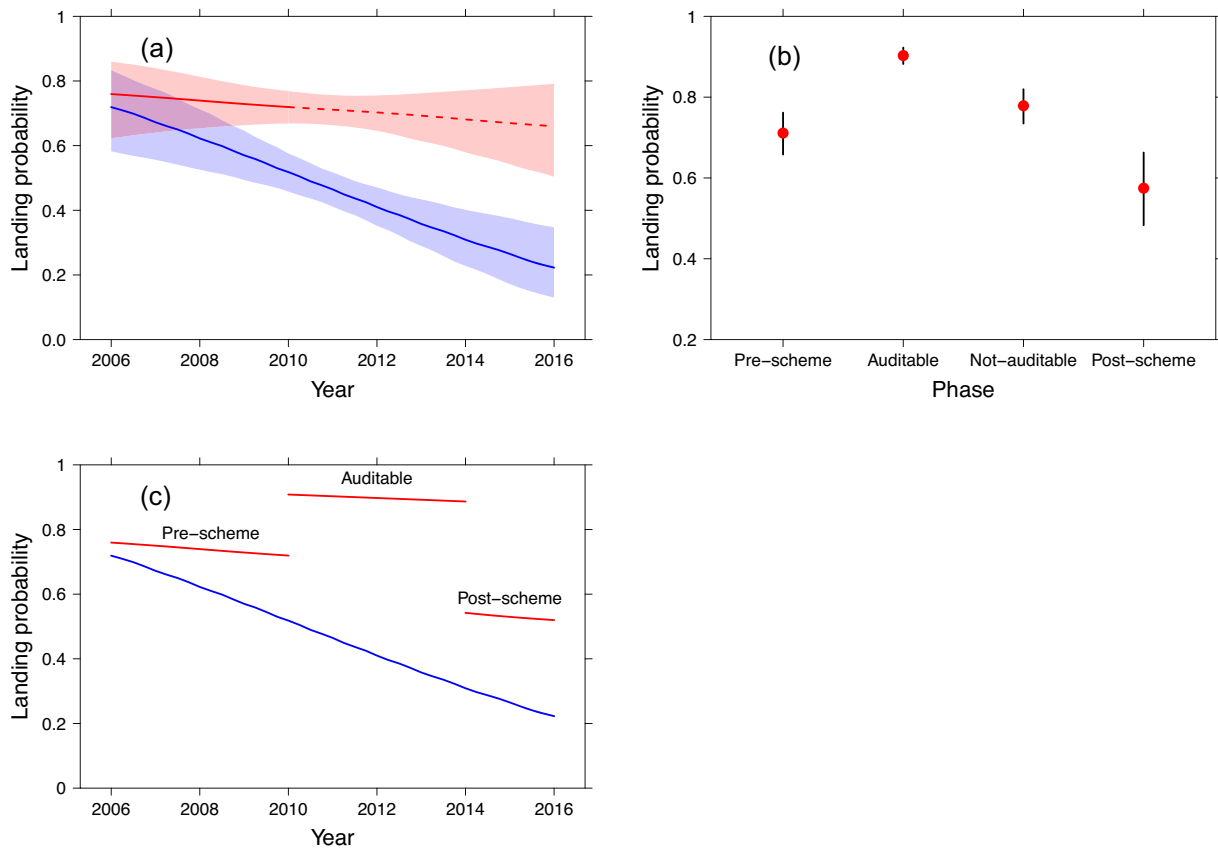 (a)
Landing probability
1
0.8
0.6
0.4
0.2
0.0
2006 2008 2010 2012 2014 2016
Year
(b)
Landing probability
1
0.8
0.6
0.4
0.2
Pre−scheme Auditable Not−auditable Post−scheme
Phase
(c)
Landing probability
1
0.8
0.6
0.4
0.2
0
Auditable
Pre−scheme
Post−scheme
2006 2008 2010 2012 2014 2016
Year